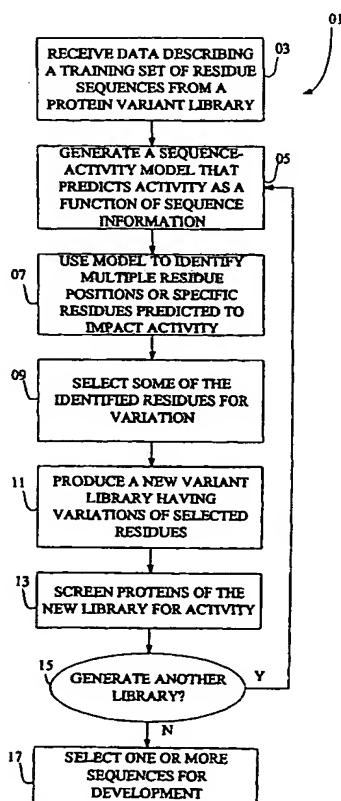 01
03
RECEIVE DATA DESCRIBING
A TRAINING SET OF RESIDUE
SEQUENCES FROM A
PROTEIN VARIANT LIBRARY
05
GENERATE A SEQUENCE-
ACTIVITY MODEL THAT
PREDICTS ACTIVITY AS A
FUNCTION OF SEQUENCE
INFORMATION
07
USE MODEL TO IDENTIFY
MULTIPLE RESIDUE
POSITIONS OR SPECIFIC
RESIDUES PREDICTED TO
IMPACT ACTIVITY
09
SELECT SOME OF THE
IDENTIFIED RESIDUES FOR
VARIATION
11
PRODUCE A NEW VARIANT
LIBRARY HAVING
VARIATIONS OF SELECTED
RESIDUES
13
SCREEN PROTEINS OF THE
NEW LIBRARY FOR ACTIVITY
15
GENERATE ANOTHER
LIBRARY?
Y
N
17
SELECT ONE OR MORE
SEQUENCES FOR
DEVELOPMENT